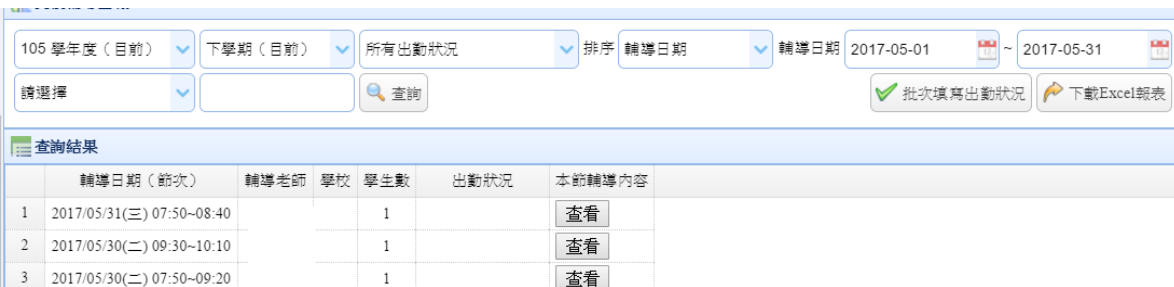 105 學年度（目前） 下學期（目前） 所有出勤狀況 排序 輔導日期 輔導日期 2017-05-01 ~ 2017-05-31
請選擇 查詢 批次填寫出勤狀況 下載Excel報表
查詢結果
輔導日期（節次） 輔導老師 學校 學生數 出勤狀況 本節輔導內容
1 2017/05/31(三) 07:50~08:40 1 查看
2 2017/05/30(二) 09:30~10:10 1 查看
3 2017/05/30(二) 07:50~09:20 1 查看